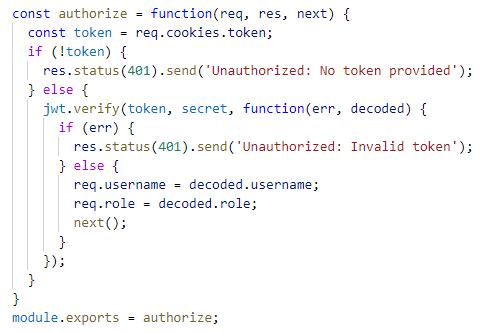 const authorize = function(req, res, next) {
  const token = req.cookies.token;
  if (!token) {
    res.status(401).send('Unauthorized: No token provided');
  } else {
    jwt.verify(token, secret, function(err, decoded) {
      if (err) {
        res.status(401).send('Unauthorized: Invalid token');
      } else {
        req.username = decoded.username;
        req.role = decoded.role;
        next();
      }
    });
  }
}
module.exports = authorize;